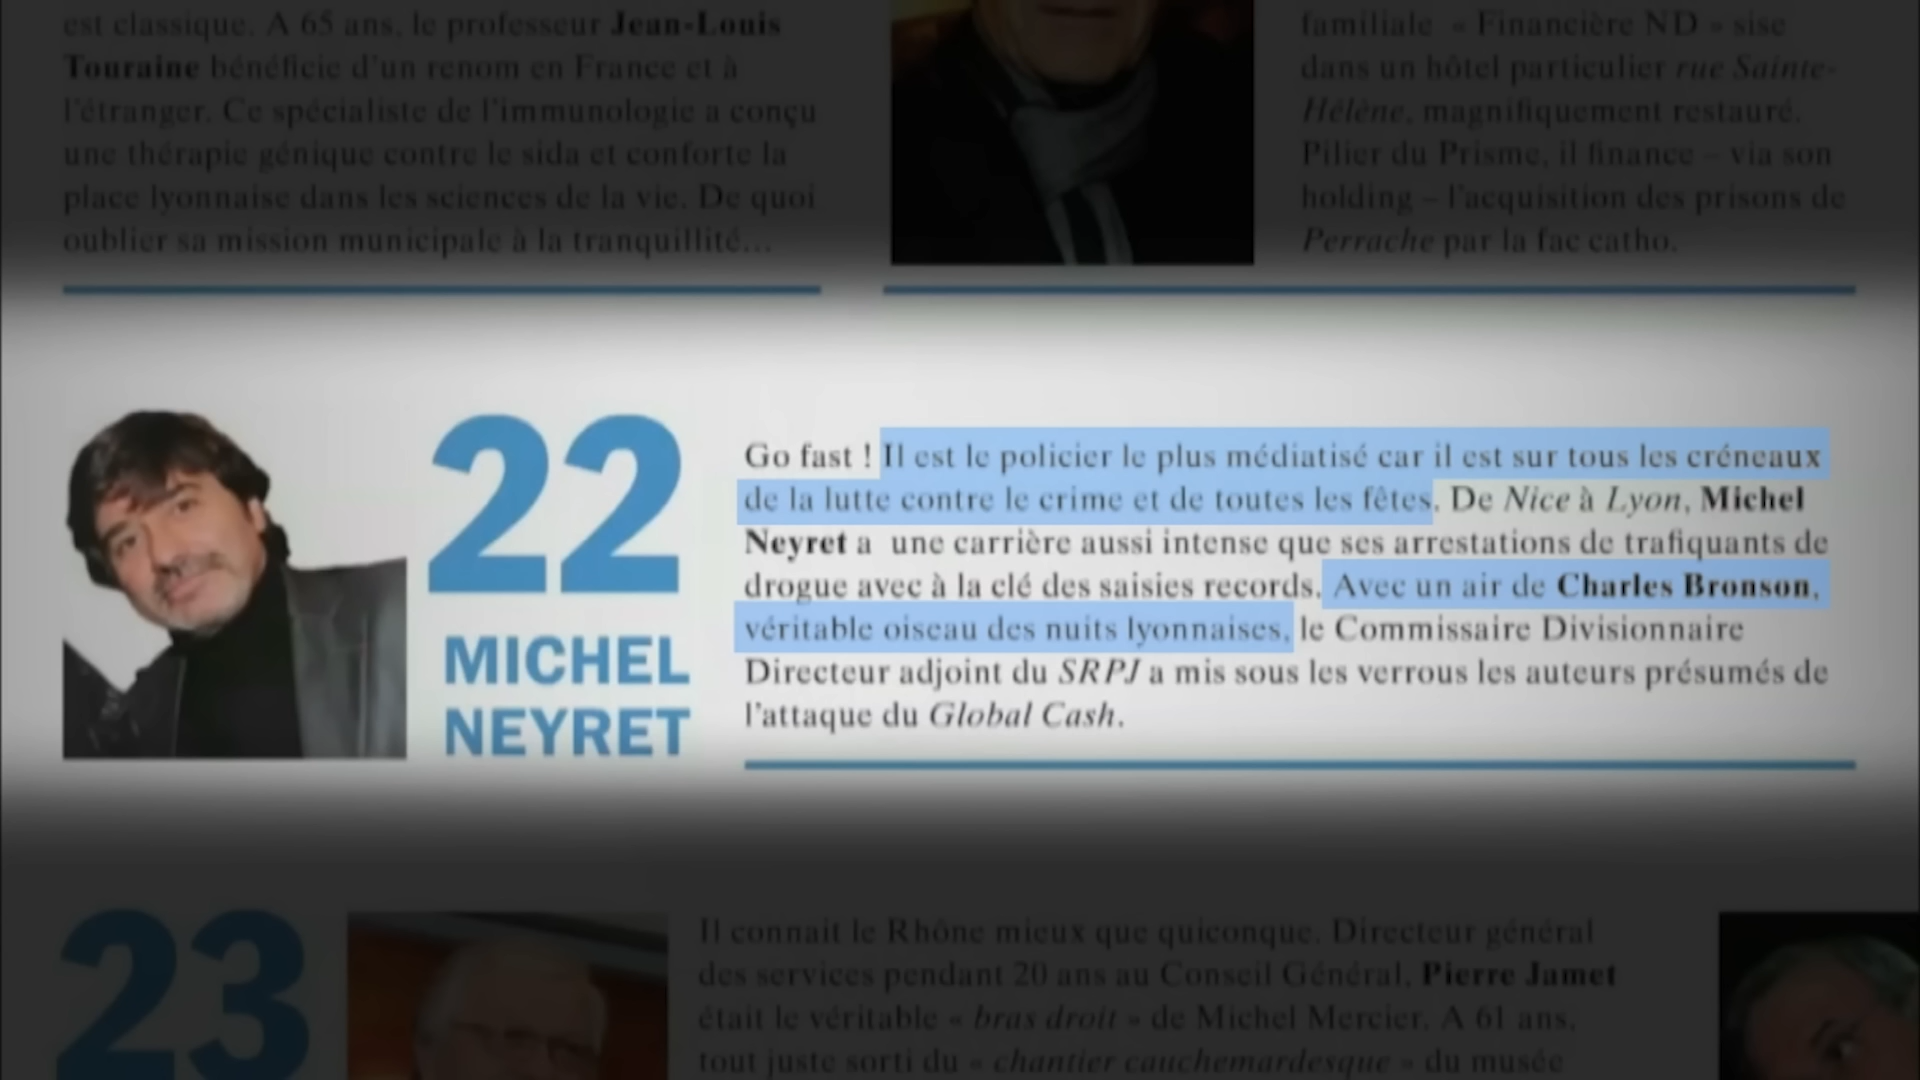 est classique. A 65 ans, le professeur Jean-Louis
Touraine bénéficie d'un renom en France et à
l'étranger. Ce spécialiste de l'immunologie a conçu
une thérapie génique contre le sida et conforte la
place lyonnaise dans les sciences de la vie. De quoi
oublier sa mission municipale à la tranquillité...
familiale « Financière ND » sise
dans un hôtel particulier rue Sainte-
Hélène, magnifiquement restauré.
Pilier du Prisme, il finance – via son
holding – l'acquisition des prisons de
Perrache par la fac catho.
22
MICHEL
NEYRET
Go fast ! Il est le policier le plus médiatisé car il est sur tous les créneaux
de la lutte contre le crime et de toutes les fêtes. De Nice à Lyon, Michel
Neyret a une carrière aussi intense que ses arrestations de trafiquants de
drogue avec à la clé des saisies records. Avec un air de Charles Bronson,
véritable oiseau des nuits lyonnaises, le Commissaire Divisionnaire
Directeur adjoint du SRPJ a mis sous les verrous les auteurs présumés de
l'attaque du Global Cash.
23
Il connait le Rhône mieux que quiconque. Directeur général
des services pendant 20 ans au Conseil Général, Pierre Jamet
était le véritable « bras droit » de Michel Mercier. A 61 ans,
tout juste sorti du « chantier cauchemardesque » du musée